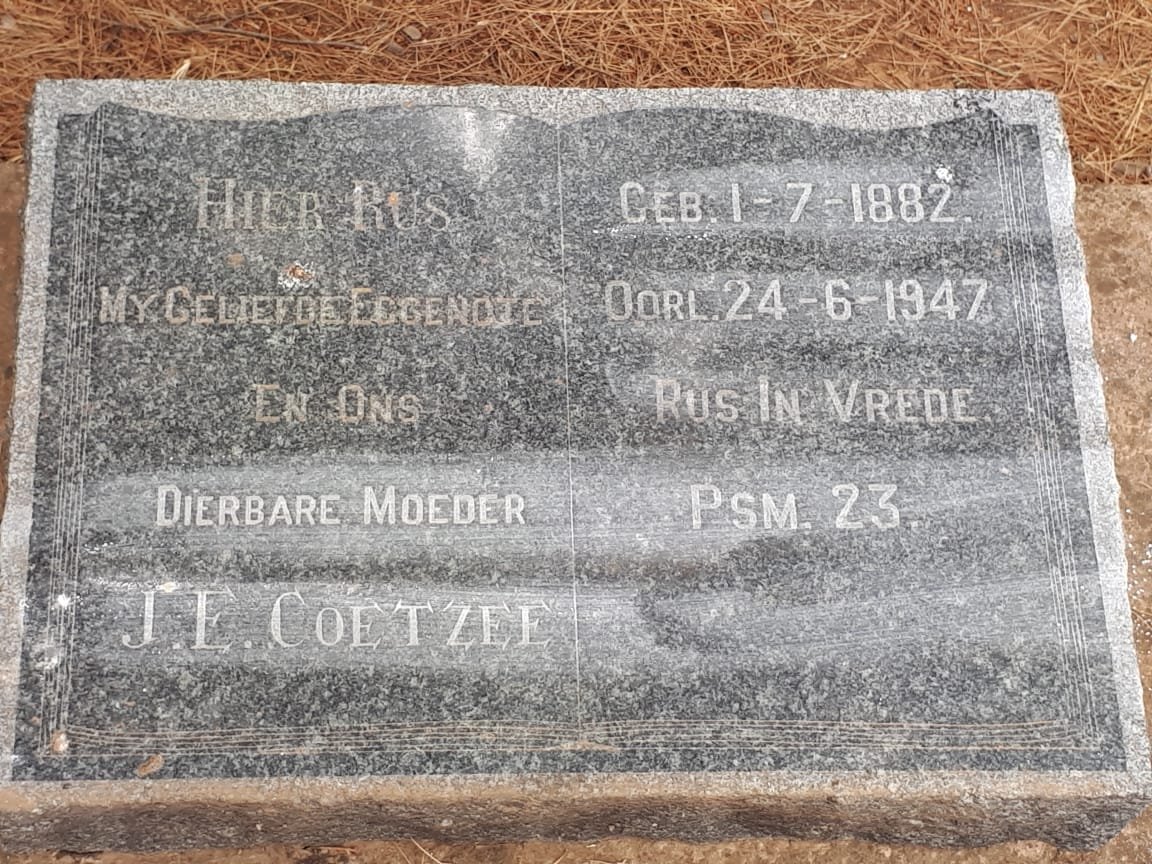 HIER RUS
MY GELIEFDE EGGENOTE
EN ONS
DIERBARE MOEDER
J.E. COETZEE
GEB. 1-7-1882.
OORL. 24-6-1947
RUS IN VREDE.
PSM. 23.